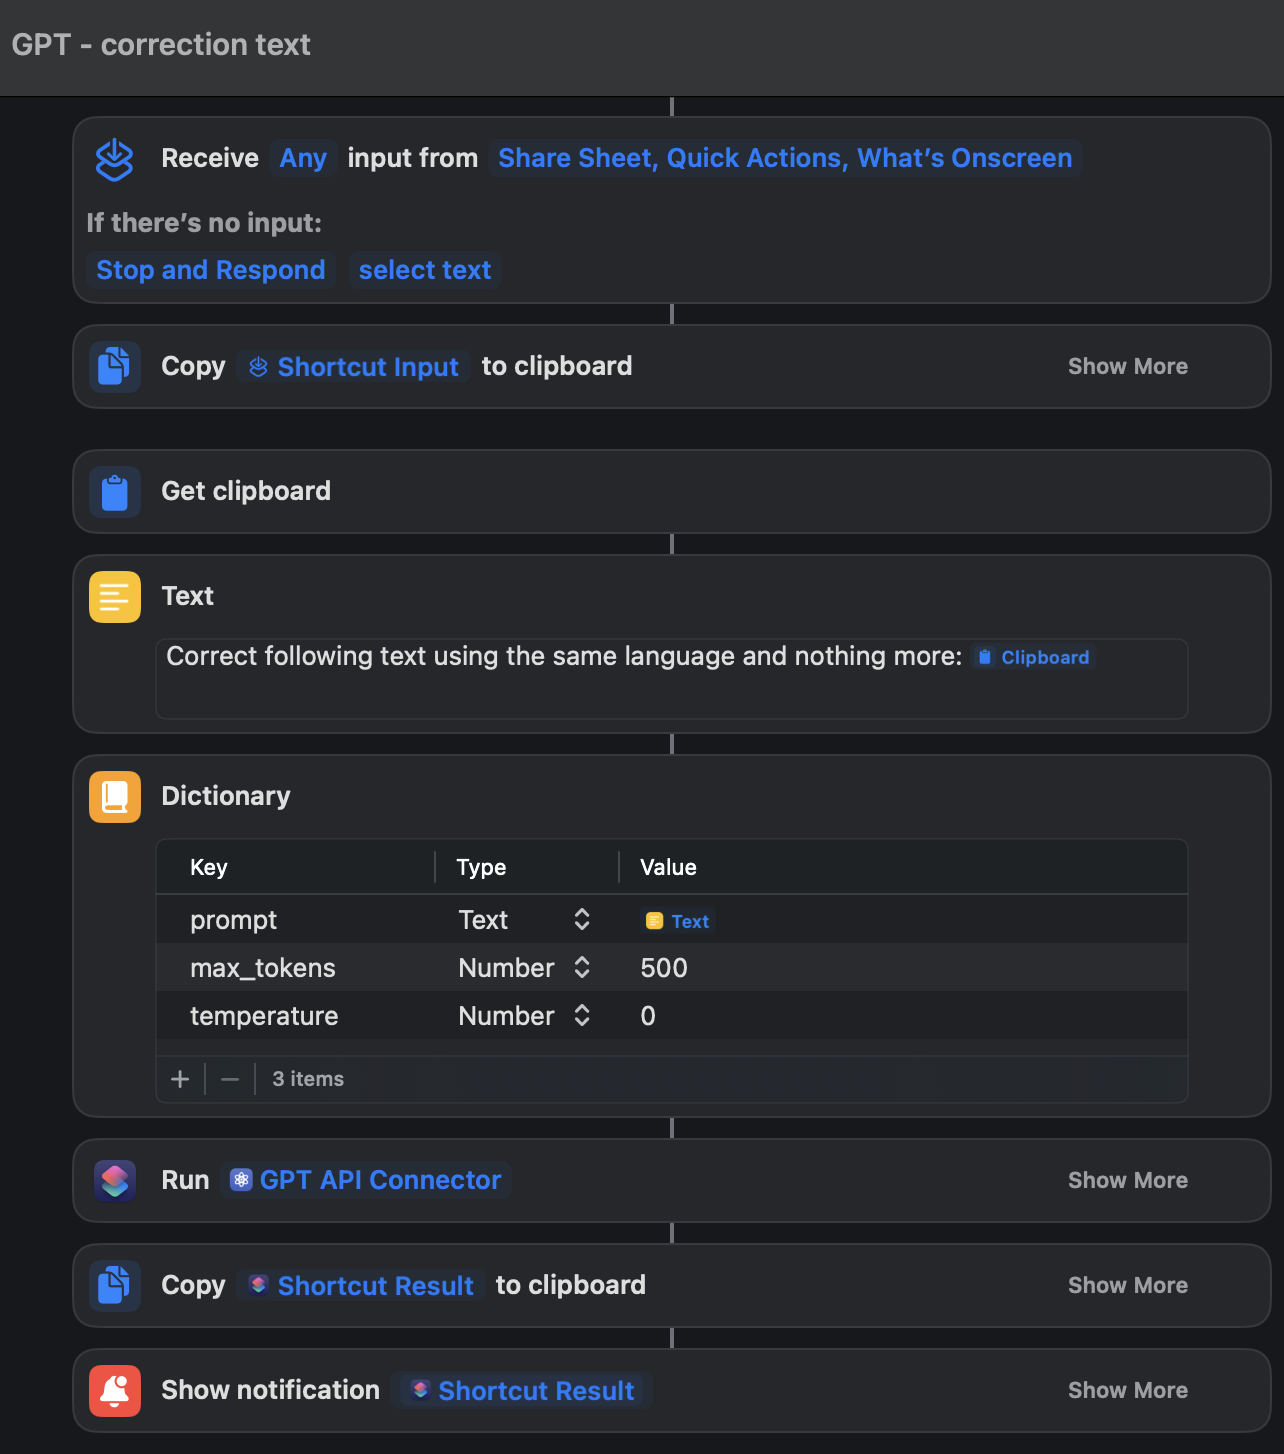 GPT - correction text
Receive Any input from Share Sheet, Quick Actions, What’s Onscreen
If there’s no input:
Stop and Respond select text
Copy Shortcut Input to clipboard Show More
Get clipboard
Text
Correct following text using the same language and nothing more: Clipboard
Dictionary
Key Type Value
prompt Text Text
max_tokens Number 500
temperature Number 0
+ − 3 items
Run GPT API Connector Show More
Copy Shortcut Result to clipboard Show More
Show notification Shortcut Result Show More